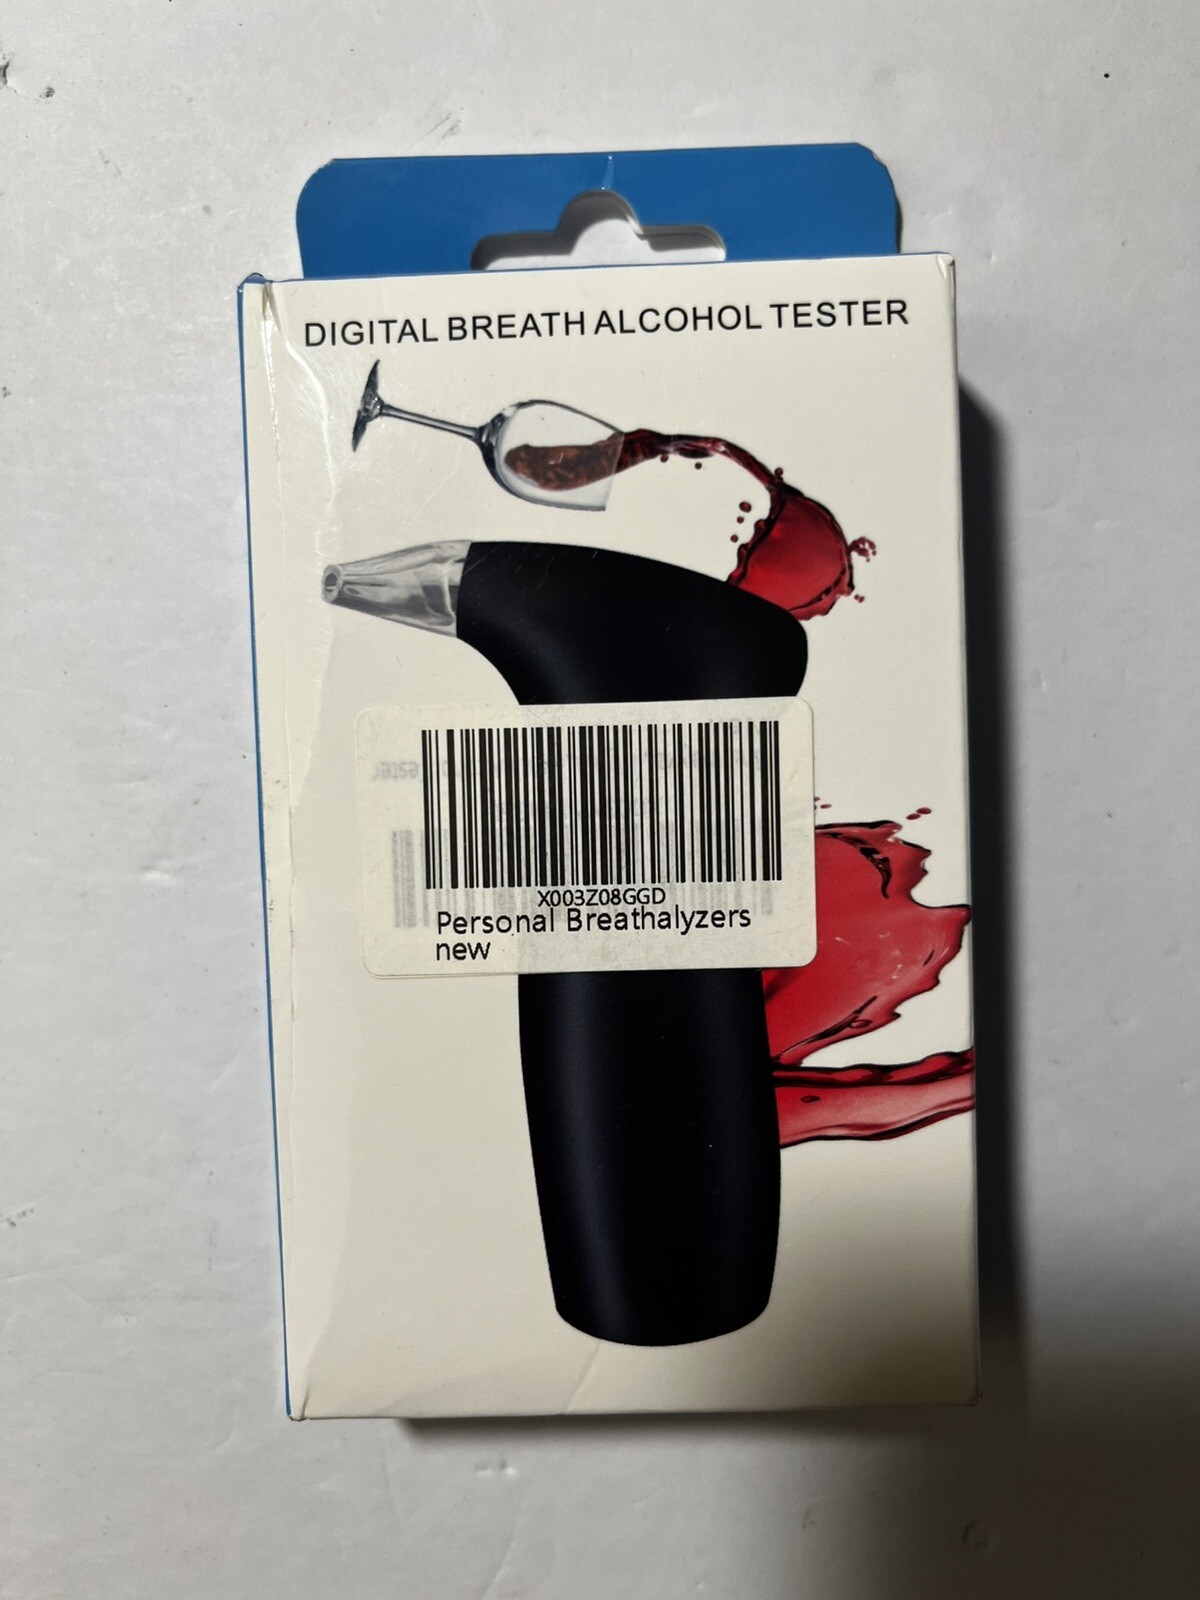 DIGITAL BREATH ALCOHOL TESTER
X003Z08GGD
Personal Breathalyzers
new